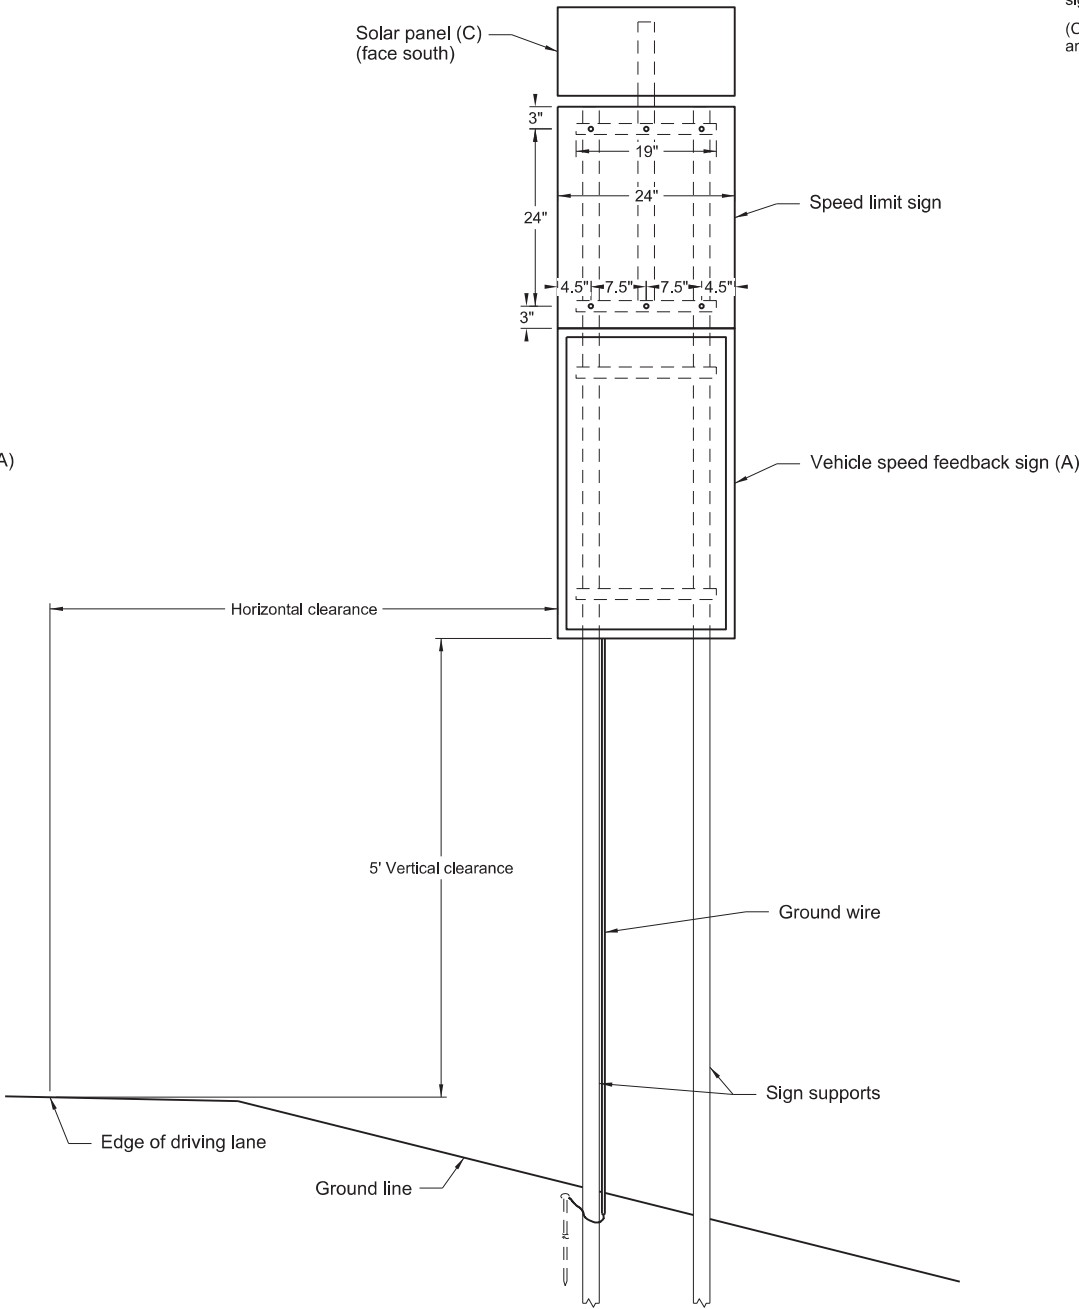 sig
(C
ar
Solar panel (C)
(face south)
3"
19"
24"
Speed limit sign
24"
4.5" 7.5" 7.5" 4.5"
3"
A)
Vehicle speed feedback sign (A)
Horizontal clearance
5' Vertical clearance
Ground wire
Sign supports
Edge of driving lane
Ground line